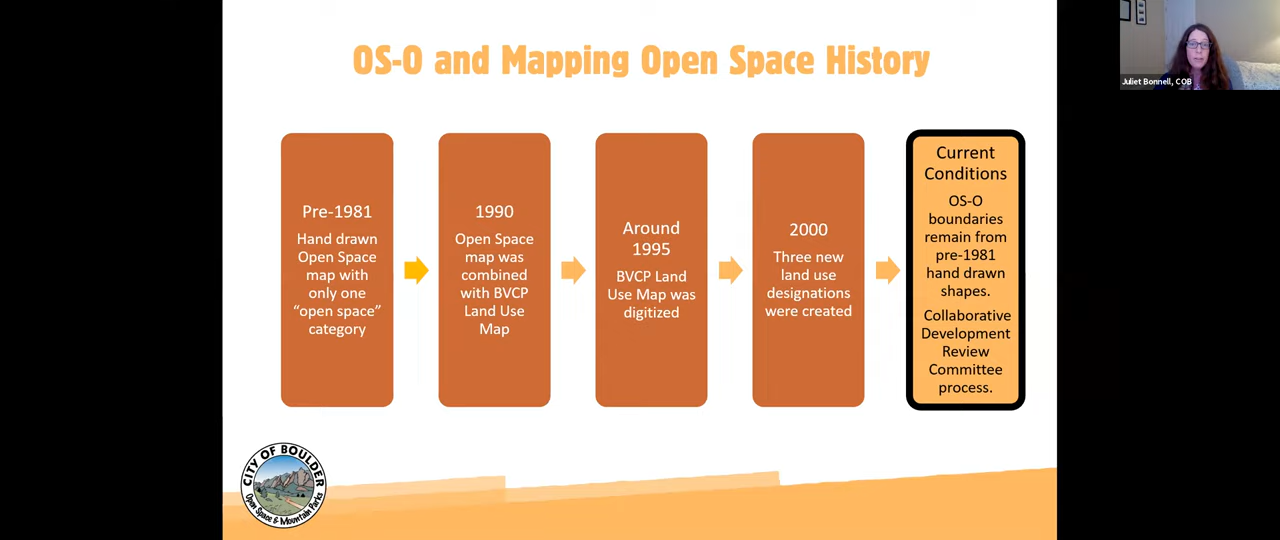 OS-O and Mapping Open Space History
Juliet Bonnell, COB
Pre-1981
Hand drawn
Open Space
map with
only one
“open space”
category
1990
Open Space
map was
combined
with BVCP
Land Use
Map
Around
1995
BVCP Land
Use Map was
digitized
2000
Three new
land use
designations
were created
Current
Conditions
OS-O
boundaries
remain from
pre-1981
hand drawn
shapes.
Collaborative
Development
Review
Committee
process.
CITY OF BOULDER
Open Space & Mountain Parks